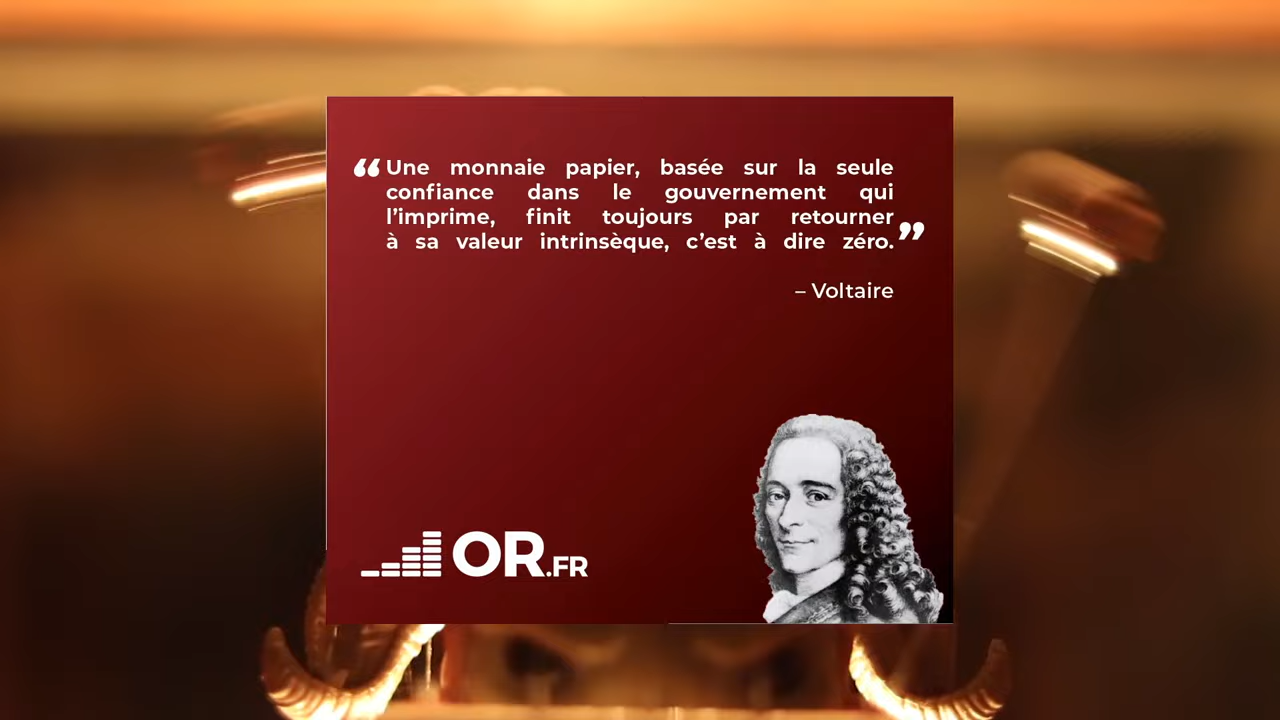 “Une monnaie papier, basée sur la seule
confiance dans le gouvernement qui
l’imprime, finit toujours par retourner
à sa valeur intrinsèque, c’est à dire zéro.”
– Voltaire
OR.FR